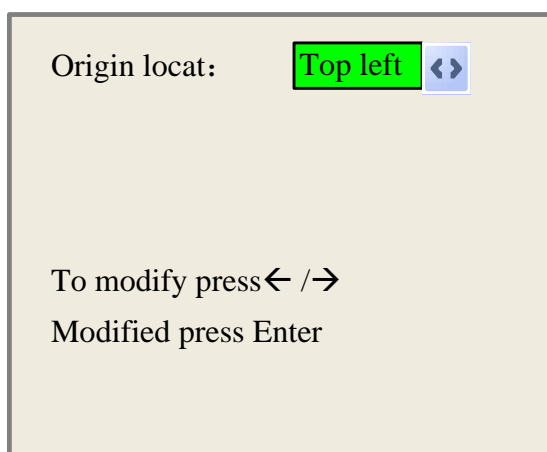 Origin locat： Top left
To modify press← /→
Modified press Enter